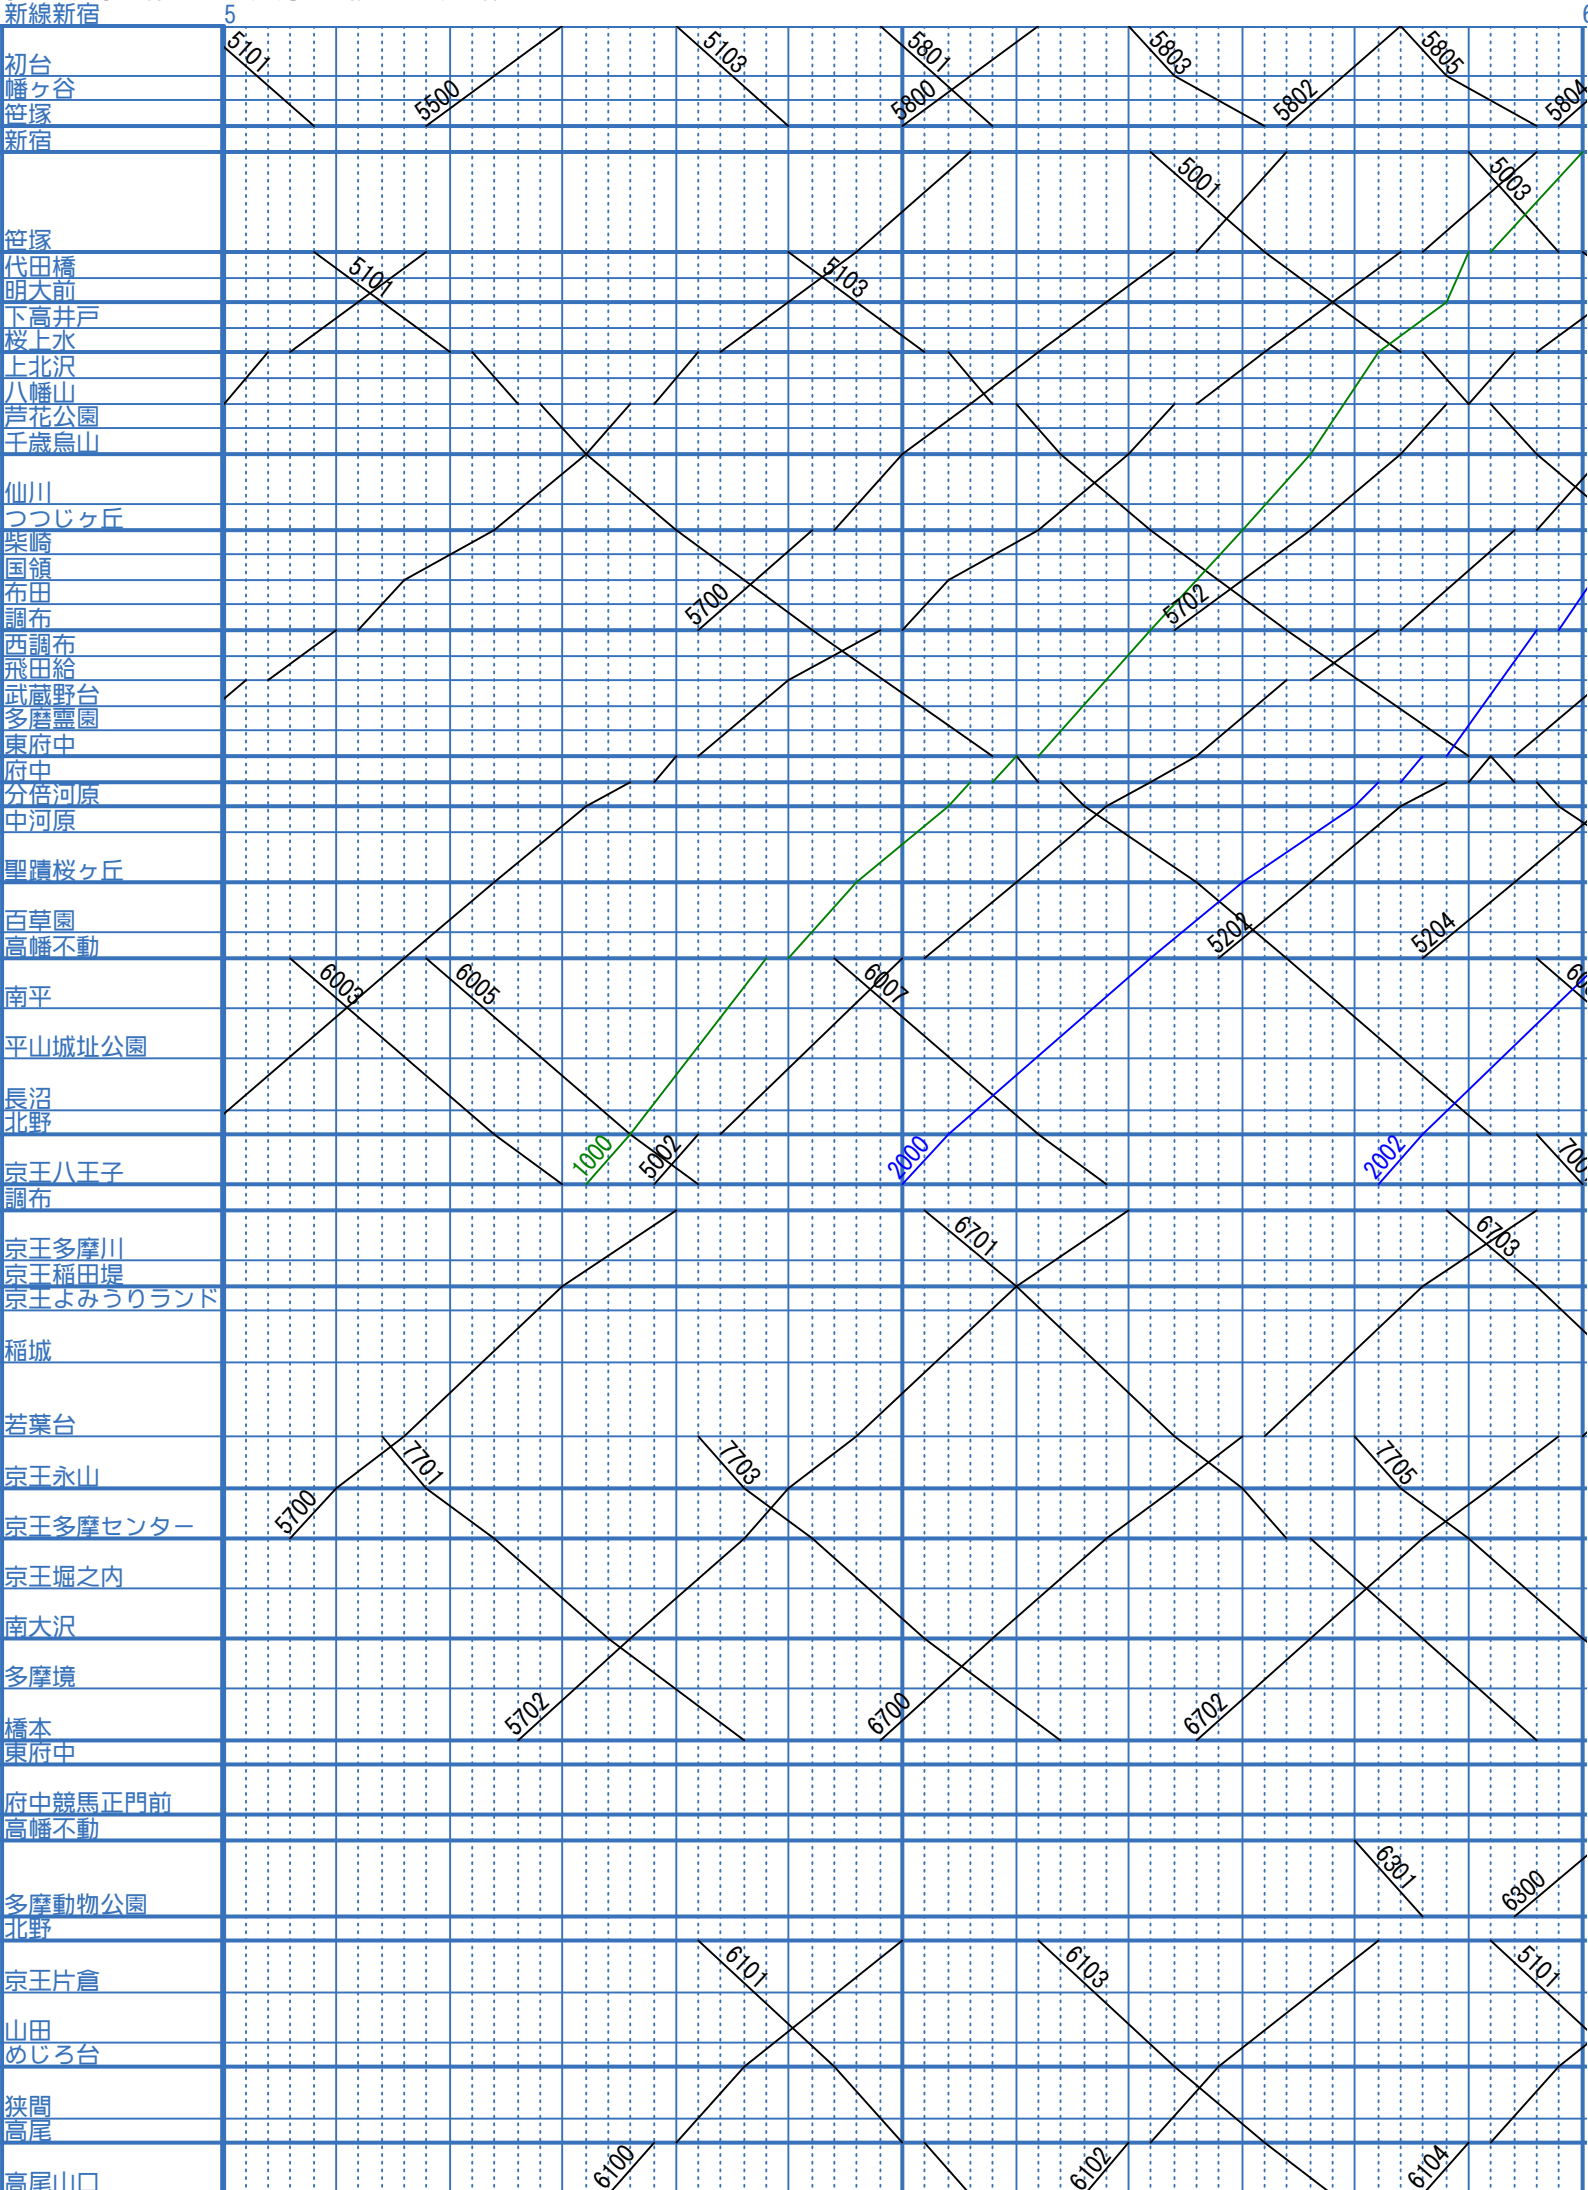 新線新宿 5 6
5101 5500 5103 5801 5800 5803 5802 5805 5804
初台
幡ヶ谷
笹塚
新宿
5001 5003
笹塚
代田橋
5101 5103
明大前
下高井戸
桜上水
上北沢
八幡山
芦花公園
千歳烏山
仙川
つつじヶ丘
柴崎
国領
布田
5700 5702
調布
西調布
飛田給
武蔵野台
多磨霊園
東府中
府中
分倍河原
中河原
聖蹟桜ヶ丘
百草園
5202 5204
高幡不動
6003 6005 6007
南平
平山城址公園
長沼
北野
1000 5002 2000 2002
京王八王子
調布
6701 6703
京王多摩川
京王稲田堤
京王よみうりランド
稲城
若葉台
7701 7703 7705
京王永山
5700
京王多摩センター
京王堀之内
南大沢
多摩境
5702 6700 6702
橋本
東府中
府中競馬正門前
高幡不動
6301 6300
多摩動物公園
北野
6101 6103 5101
京王片倉
山田
めじろ台
狭間
高尾
6100 6102 6104
高尾山口